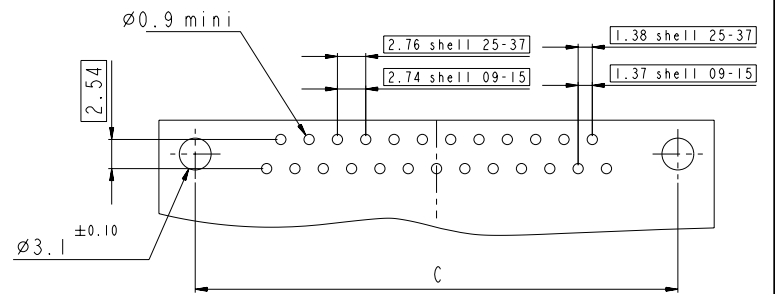 Ø0.9 mini
2.76 shell 25-37
2.74 shell 09-15
1.38 shell 25-37
1.37 shell 09-15
2.54
Ø3.1 ±0.10
C